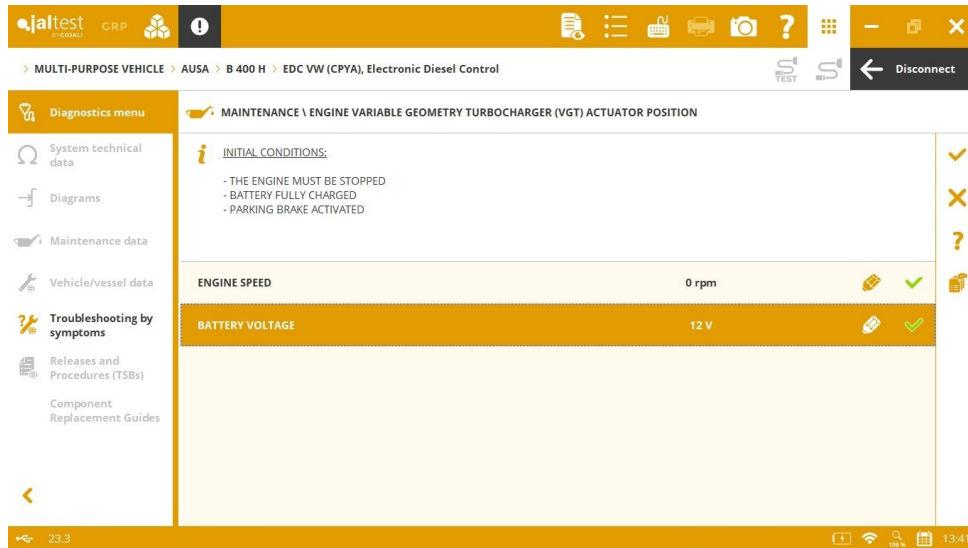 jaltest GRP
BY COJALI
TEST
> MULTI-PURPOSE VEHICLE > AUSA > B 400 H > EDC VW (CPYA), Electronic Diesel Control
Disconnect
Diagnostics menu
System technical
data
Diagrams
Maintenance data
Vehicle/vessel data
Troubleshooting by
symptoms
Releases and
Procedures (TSBs)
Component
Replacement Guides
MAINTENANCE \ ENGINE VARIABLE GEOMETRY TURBOCHARGER (VGT) ACTUATOR POSITION
INITIAL CONDITIONS:
- THE ENGINE MUST BE STOPPED
- BATTERY FULLY CHARGED
- PARKING BRAKE ACTIVATED
ENGINE SPEED 0 rpm
BATTERY VOLTAGE 12 V
23.3
100 %
13:41